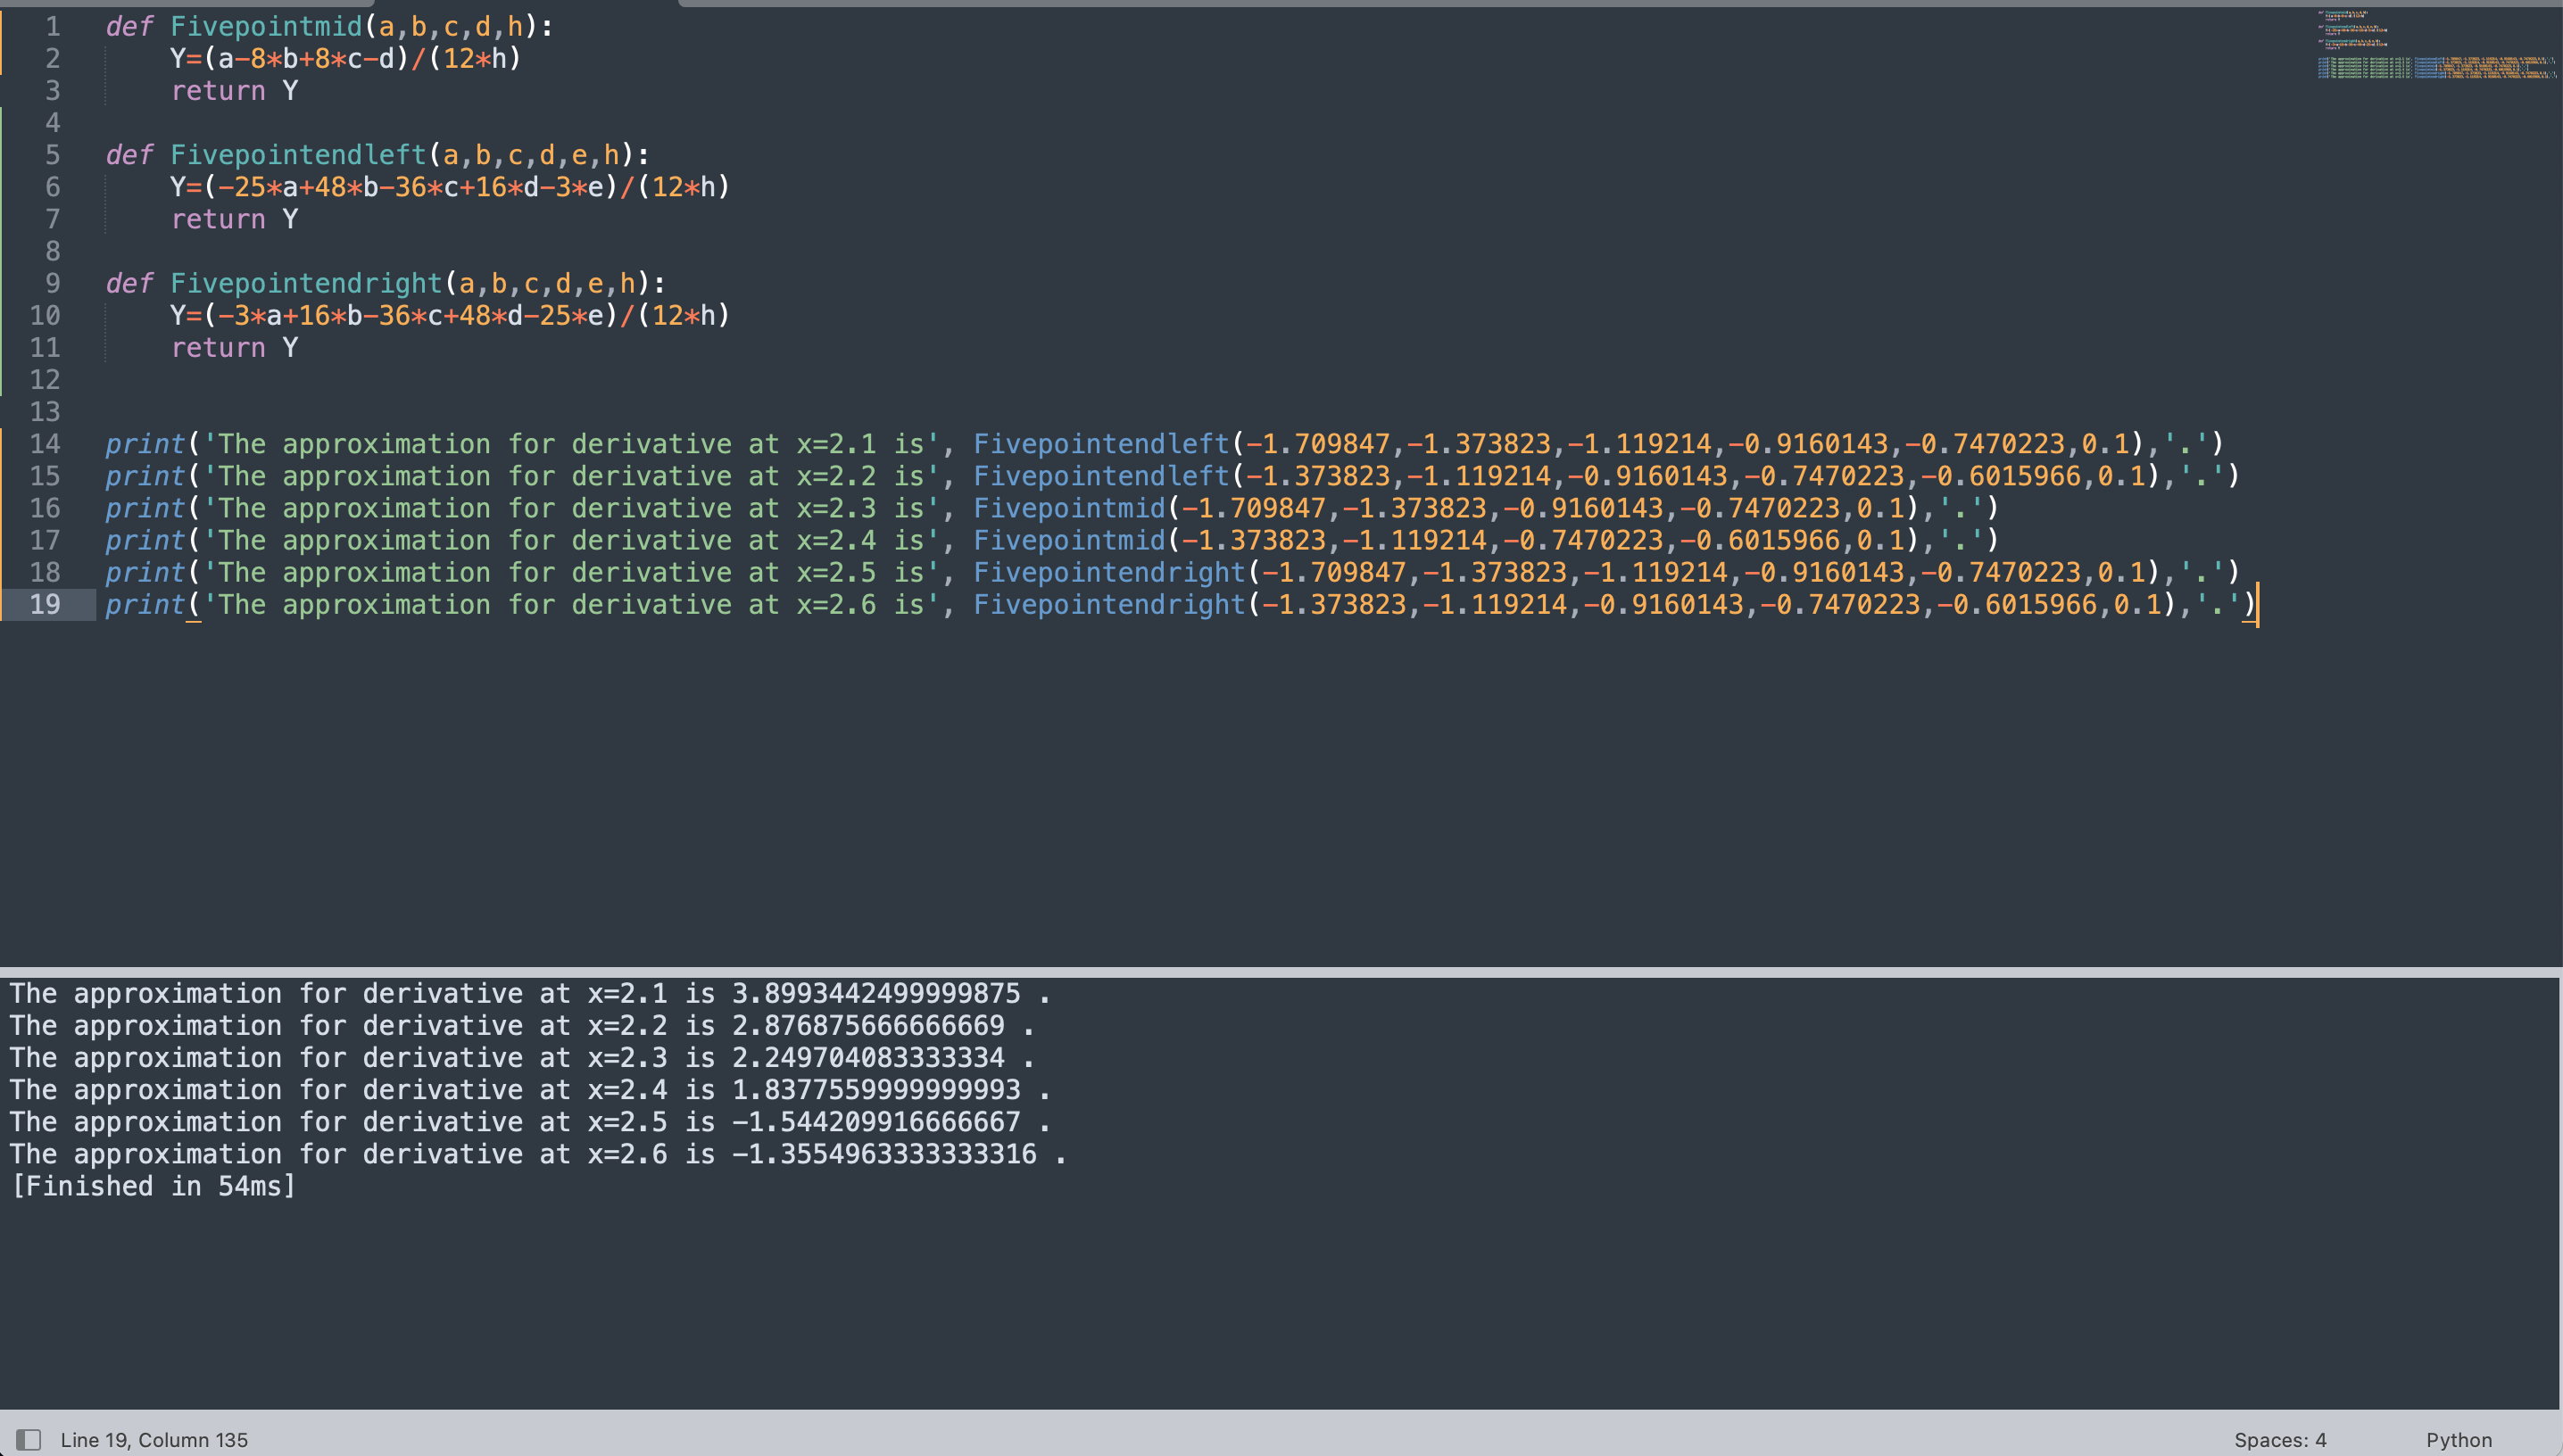 1 def Fivepointmid(a,b,c,d,h):
2     Y=(a-8*b+8*c-d)/(12*h)
3     return Y
4
5 def Fivepointendleft(a,b,c,d,e,h):
6     Y=(-25*a+48*b-36*c+16*d-3*e)/(12*h)
7     return Y
8
9 def Fivepointendright(a,b,c,d,e,h):
10     Y=(-3*a+16*b-36*c+48*d-25*e)/(12*h)
11     return Y
12
13
14 print('The approximation for derivative at x=2.1 is', Fivepointendleft(-1.709847,-1.373823,-1.119214,-0.9160143,-0.7470223,0.1),'.')
15 print('The approximation for derivative at x=2.2 is', Fivepointendleft(-1.373823,-1.119214,-0.9160143,-0.7470223,-0.6015966,0.1),'.')
16 print('The approximation for derivative at x=2.3 is', Fivepointmid(-1.709847,-1.373823,-0.9160143,-0.7470223,0.1),'.')
17 print('The approximation for derivative at x=2.4 is', Fivepointmid(-1.373823,-1.119214,-0.7470223,-0.6015966,0.1),'.')
18 print('The approximation for derivative at x=2.5 is', Fivepointendright(-1.709847,-1.373823,-1.119214,-0.9160143,-0.7470223,0.1),'.')
19 print('The approximation for derivative at x=2.6 is', Fivepointendright(-1.373823,-1.119214,-0.9160143,-0.7470223,-0.6015966,0.1),'.')
The approximation for derivative at x=2.1 is 3.8993442499999875 .
The approximation for derivative at x=2.2 is 2.876875666666669 .
The approximation for derivative at x=2.3 is 2.249704083333334 .
The approximation for derivative at x=2.4 is 1.8377559999999993 .
The approximation for derivative at x=2.5 is -1.544209916666667 .
The approximation for derivative at x=2.6 is -1.3554963333333316 .
[Finished in 54ms]
Line 19, Column 135
Spaces: 4
Python